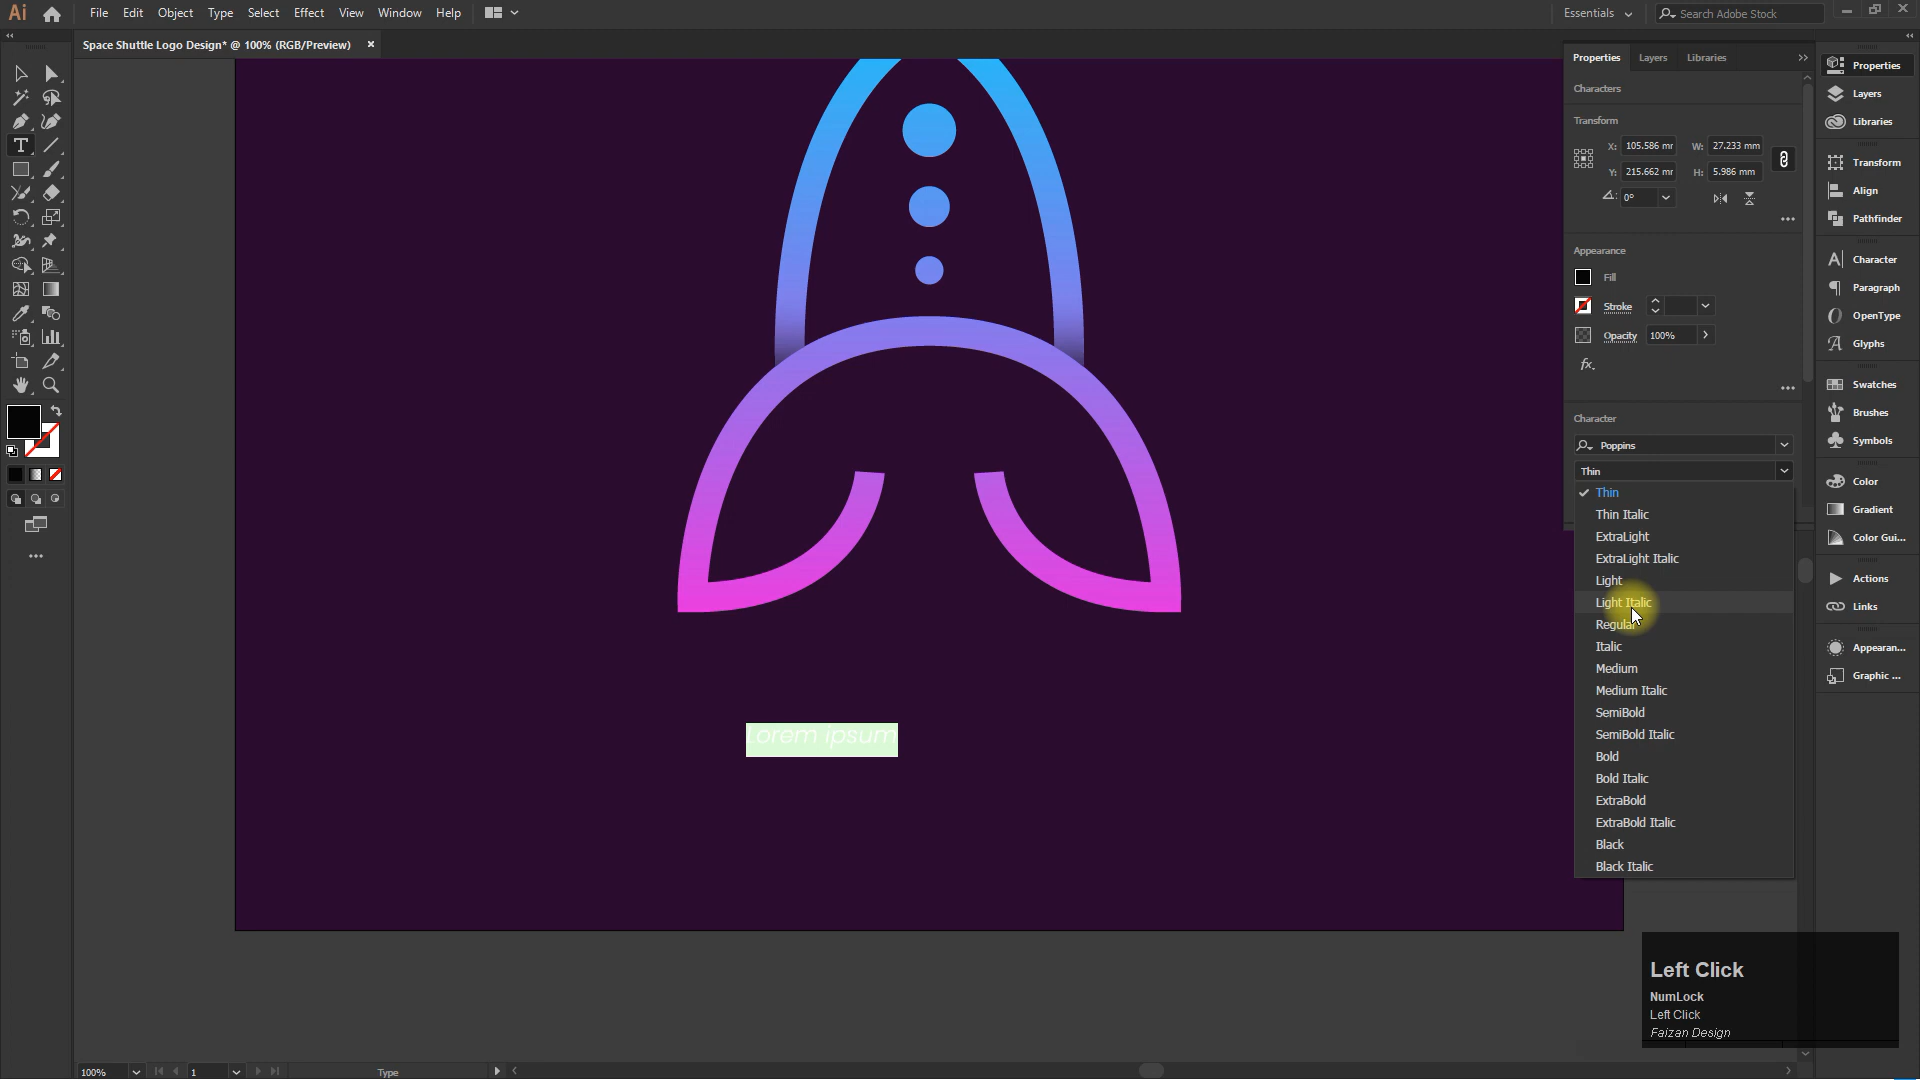 Ai File Edit Object Type Select Effect View Window Help
Essentials
Search Adobe Stock
Space Shuttle Logo Design* @ 100% (RGB/Preview) ×
Properties Layers Libraries
Characters
Transform
X: 105.586 mr W: 27.233 mm
Y: 215.662 mr H: 5.986 mm
0°
Appearance
Fill
Stroke
Opacity 100%
fx.
Character
Poppins
Thin
Thin
Thin Italic
ExtraLight
ExtraLight Italic
Light
Light Italic
Regular
Italic
Medium
Medium Italic
SemiBold
SemiBold Italic
Bold
Bold Italic
ExtraBold
ExtraBold Italic
Black
Black Italic
Properties
Layers
Libraries
Transform
Align
Pathfinder
Character
Paragraph
OpenType
Glyphs
Swatches
Brushes
Symbols
Color
Gradient
Color Gui...
Actions
Links
Appearan...
Graphic ...
Lorem ipsum
Left Click
NumLock
Left Click
Faizan Design
100% 1 Type